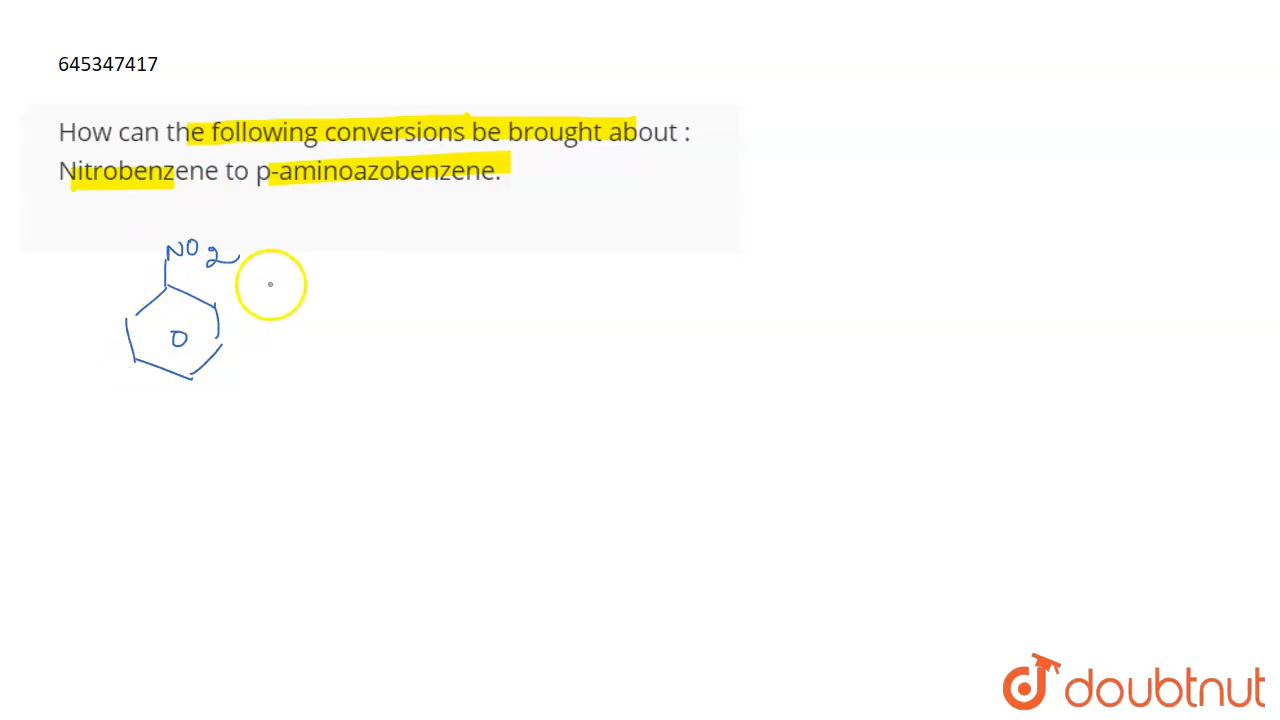 645347417
How can the following conversions be brought about :
Nitrobenzene to p-aminoazobenzene.
NO2
O
doubtnut